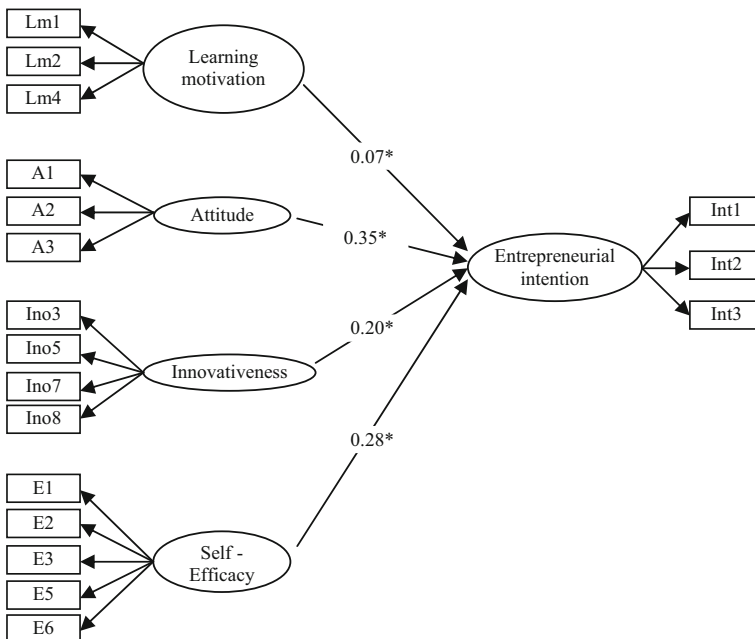 Lm1
Lm2
Lm4
Learning
motivation
0.07*
A1
A2
A3
Attitude
0.35*
Entrepreneurial
intention
Int1
Int2
Int3
Ino3
Ino5
Ino7
Ino8
Innovativeness
0.20*
0.28*
E1
E2
E3
E5
E6
Self -
Efficacy